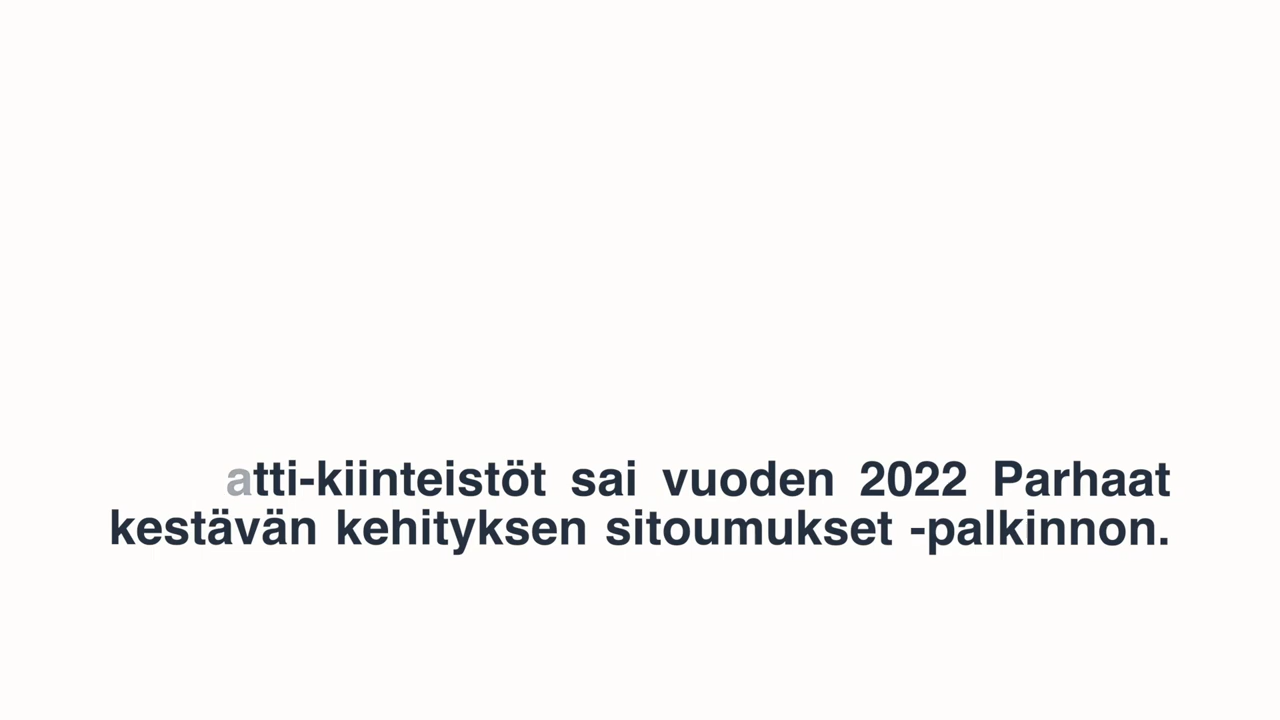 atti-kiinteistöt sai vuoden 2022 Parhaat
kestävän kehityksen sitoumukset -palkinnon.